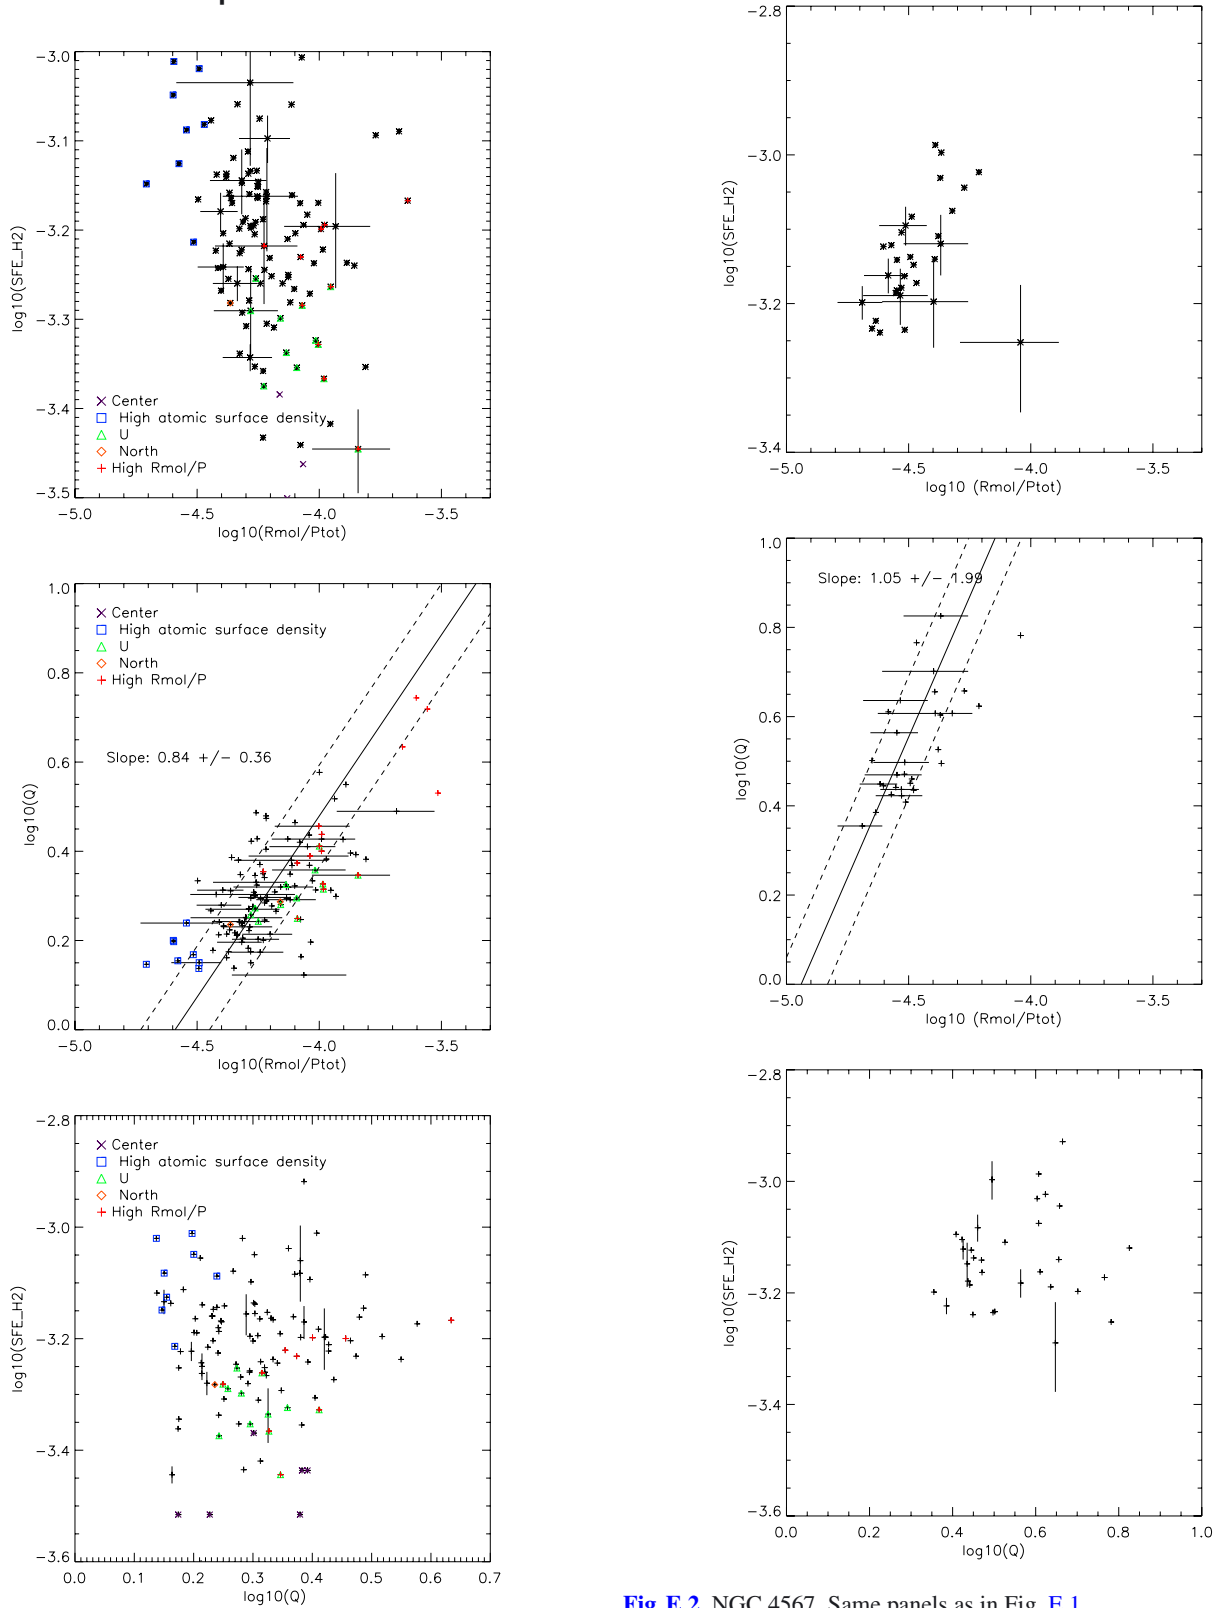 −3.0
−3.1
−3.2
−3.3
−3.4
−3.5
log10(SFE_H2)
× Center
□ High atomic surface density
△ U
◇ North
+ High Rmol/P
−5.0 −4.5 −4.0 −3.5
log10(Rmol/Ptot)
1.0
0.8
0.6
0.4
0.2
0.0
log10(Q)
× Center
□ High atomic surface density
△ U
◇ North
+ High Rmol/P
Slope: 0.84 +/− 0.36
−5.0 −4.5 −4.0 −3.5
log10(Rmol/Ptot)
−2.8
−3.0
−3.2
−3.4
−3.6
log10(SFE_H2)
× Center
□ High atomic surface density
△ U
◇ North
+ High Rmol/P
0.0 0.1 0.2 0.3 0.4 0.5 0.6 0.7
log10(Q)
−2.8
−3.0
−3.2
−3.4
log10(SFE_H2)
−5.0 −4.5 −4.0 −3.5
log10 (Rmol/Ptot)
1.0
0.8
0.6
0.4
0.2
0.0
log10(Q)
Slope: 1.05 +/− 1.99
−5.0 −4.5 −4.0 −3.5
log10 (Rmol/Ptot)
−2.8
−3.0
−3.2
−3.4
−3.6
log10(SFE_H2)
0.0 0.2 0.4 0.6 0.8 1.0
log10(Q)
Fig. E.2. NGC 4567. Same panels as in Fig. E.1.